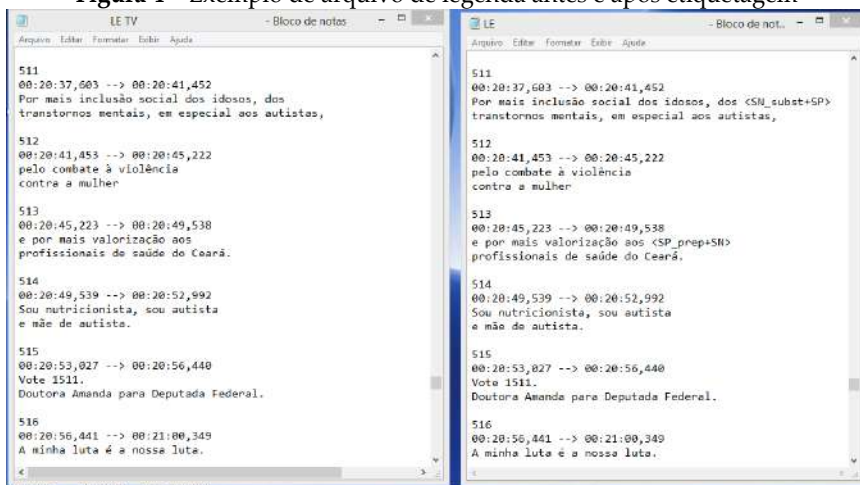 Figura 1 – Exemplo de arquivo de legenda antes e após etiquetagem
LE TV - Bloco de notas
Arquivo Editar Formatar Exibir Ajuda
511
00:20:37,603 --> 00:20:41,452
Por mais inclusão social dos idosos, dos
transtornos mentais, em especial aos autistas,
512
00:20:41,453 --> 00:20:45,222
pelo combate à violência
contra a mulher
513
00:20:45,223 --> 00:20:49,538
e por mais valorização aos
profissionais de saúde do Ceará.
514
00:20:49,539 --> 00:20:52,992
Sou nutricionista, sou autista
e mãe de autista.
515
00:20:53,027 --> 00:20:56,440
Vote 1511.
Doutora Amanda para Deputada Federal.
516
00:20:56,441 --> 00:21:00,349
A minha luta é a nossa luta.
LE - Bloco de not...
Arquivo Editar Formatar Exibir Ajuda
511
00:20:37,603 --> 00:20:41,452
Por mais inclusão social dos idosos, dos <SN_subst+SP>
transtornos mentais, em especial aos autistas,
512
00:20:41,453 --> 00:20:45,222
pelo combate à violência
contra a mulher
513
00:20:45,223 --> 00:20:49,538
e por mais valorização aos <SP_prep+SN>
profissionais de saúde do Ceará.
514
00:20:49,539 --> 00:20:52,992
Sou nutricionista, sou autista
e mãe de autista.
515
00:20:53,027 --> 00:20:56,440
Vote 1511.
Doutora Amanda para Deputada Federal.
516
00:20:56,441 --> 00:21:00,349
A minha luta é a nossa luta.